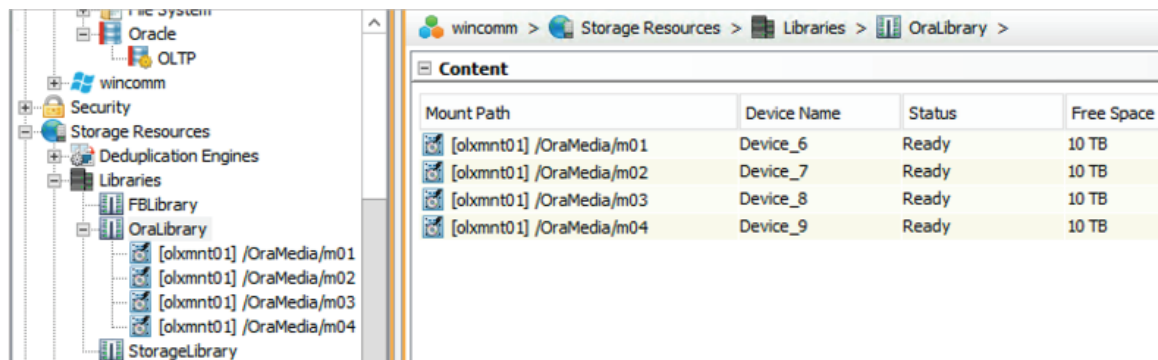 File System
Oracle
OLTP
wincomm
Security
Storage Resources
Deduplication Engines
Libraries
FBLibrary
OraLibrary
[olxmnt01] /OraMedia/m01
[olxmnt01] /OraMedia/m02
[olxmnt01] /OraMedia/m03
[olxmnt01] /OraMedia/m04
StorageLibrary
wincomm > Storage Resources > Libraries > OraLibrary >
Content
Mount Path Device Name Status Free Space
[olxmnt01] /OraMedia/m01 Device_6 Ready 10 TB
[olxmnt01] /OraMedia/m02 Device_7 Ready 10 TB
[olxmnt01] /OraMedia/m03 Device_8 Ready 10 TB
[olxmnt01] /OraMedia/m04 Device_9 Ready 10 TB